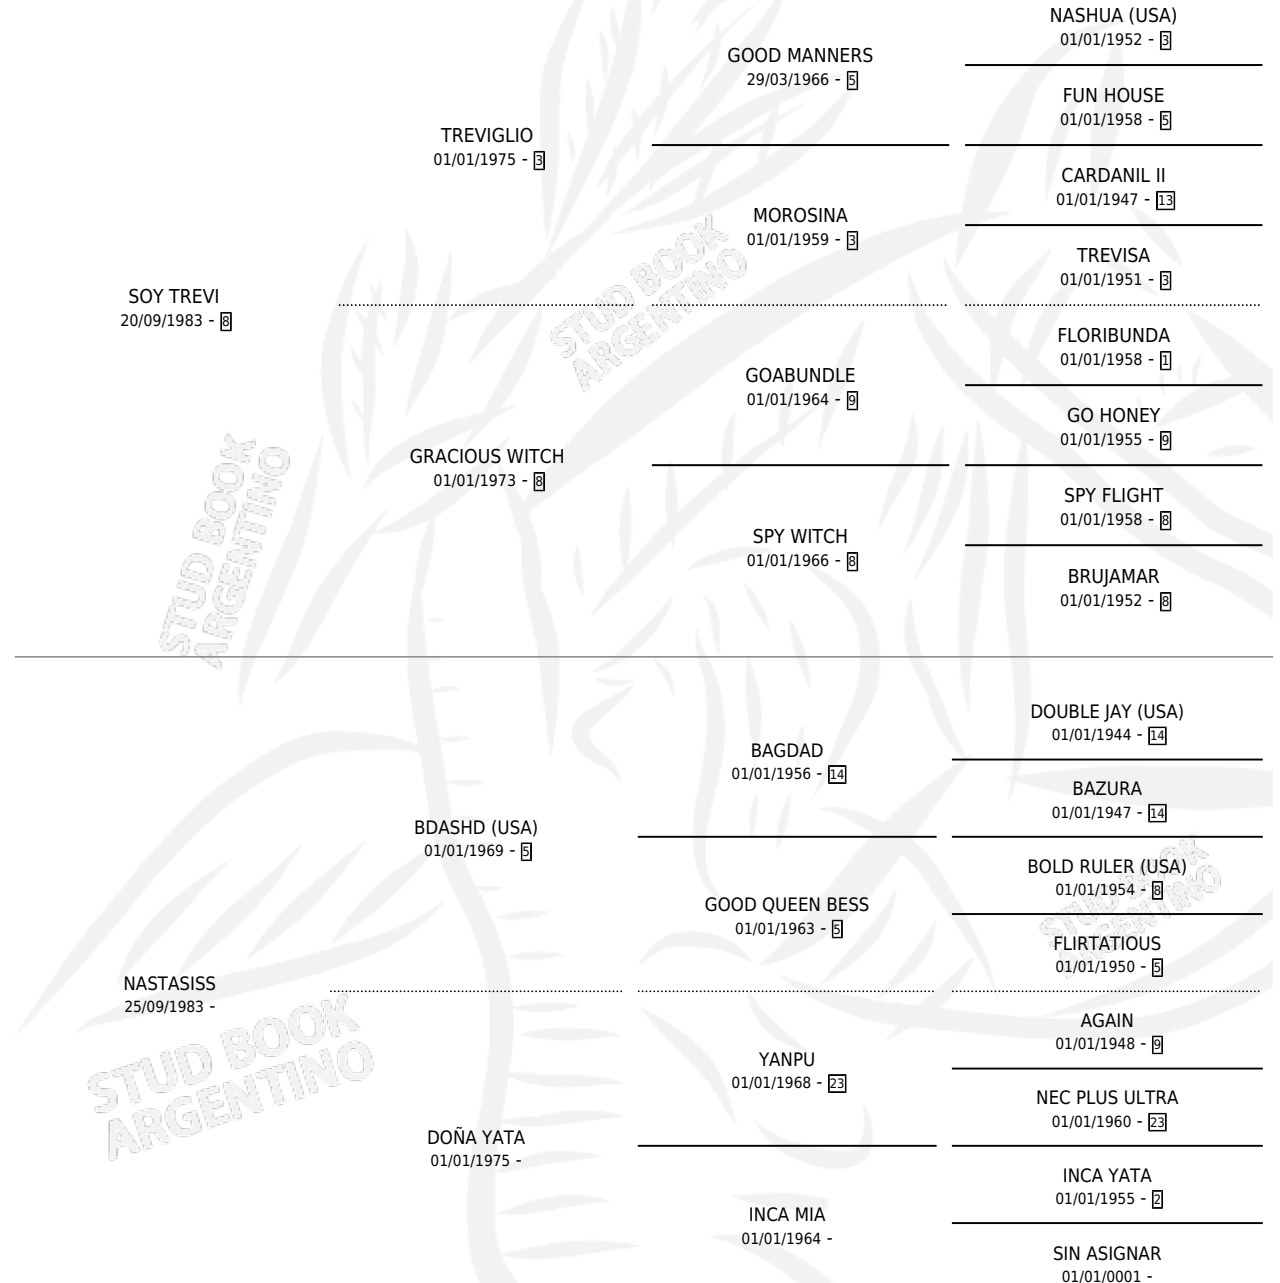 NASHUA (USA)
01/01/1952 - 3
GOOD MANNERS
29/03/1966 - 5
FUN HOUSE
01/01/1958 - 5
TREVIGLIO
01/01/1975 - 3
CARDANIL II
01/01/1947 - 13
MOROSINA
01/01/1959 - 3
TREVISA
01/01/1951 - 3
SOY TREVI
20/09/1983 - 8
STUD BOOK
ARGENTINO
FLORIBUNDA
01/01/1958 - 1
GOABUNDLE
01/01/1964 - 9
GO HONEY
01/01/1955 - 9
GRACIOUS WITCH
01/01/1973 - 8
SPY FLIGHT
01/01/1958 - 8
SPY WITCH
01/01/1966 - 8
BRUJAMAR
01/01/1952 - 8
STUD BOOK
ARGENTINO
DOUBLE JAY (USA)
01/01/1944 - 14
BAGDAD
01/01/1956 - 14
BAZURA
01/01/1947 - 14
BDASHD (USA)
01/01/1969 - 5
BOLD RULER (USA)
01/01/1954 - 8
GOOD QUEEN BESS
01/01/1963 - 5
STUD BOOK
ARGENTINO
FLIRTATIOUS
01/01/1950 - 5
NASTASISS
25/09/1983 -
AGAIN
01/01/1948 - 9
YANPU
01/01/1968 - 23
NEC PLUS ULTRA
01/01/1960 - 23
STUD BOOK
ARGENTINO
DOÑA YATA
01/01/1975 -
INCA YATA
01/01/1955 - 2
INCA MIA
01/01/1964 -
SIN ASIGNAR
01/01/0001 -